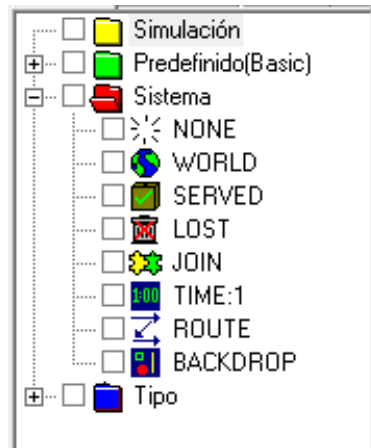 Simulación
Predefinido(Basic)
Sistema
NONE
WORLD
SERVED
LOST
JOIN
1:00 TIME:1
ROUTE
BACKDROP
Tipo